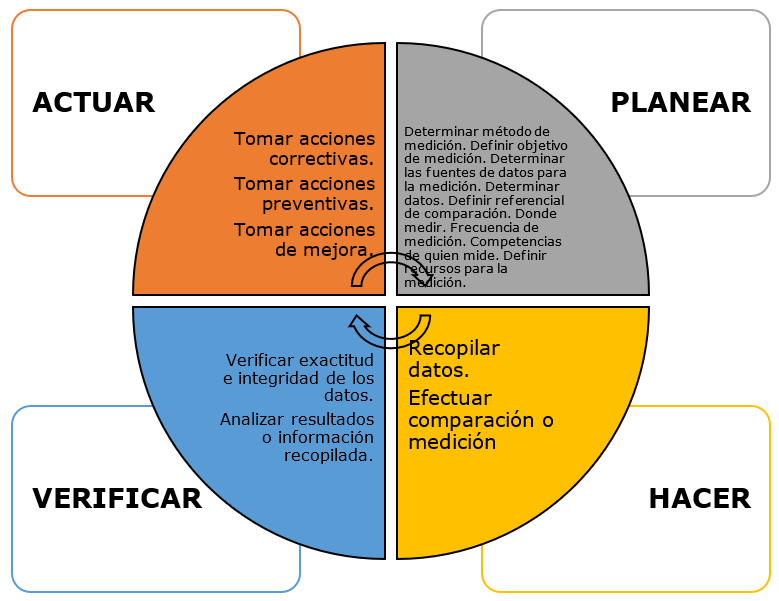 ACTUAR
Tomar acciones
correctivas.
Tomar acciones
preventivas.
Tomar acciones
de mejora.
PLANEAR
Determinar método de
medición. Definir objetivo
de medición. Determinar
las fuentes de datos para
la medición. Determinar
datos. Definir referencial
de comparación. Donde
medir. Frecuencia de
medición. Competencias
de quien mide. Definir
recursos para la
medición.
VERIFICAR
Verificar exactitud
e integridad de los
datos.
Analizar resultados
o información
recopilada.
HACER
Recopilar
datos.
Efectuar
comparación o
medición